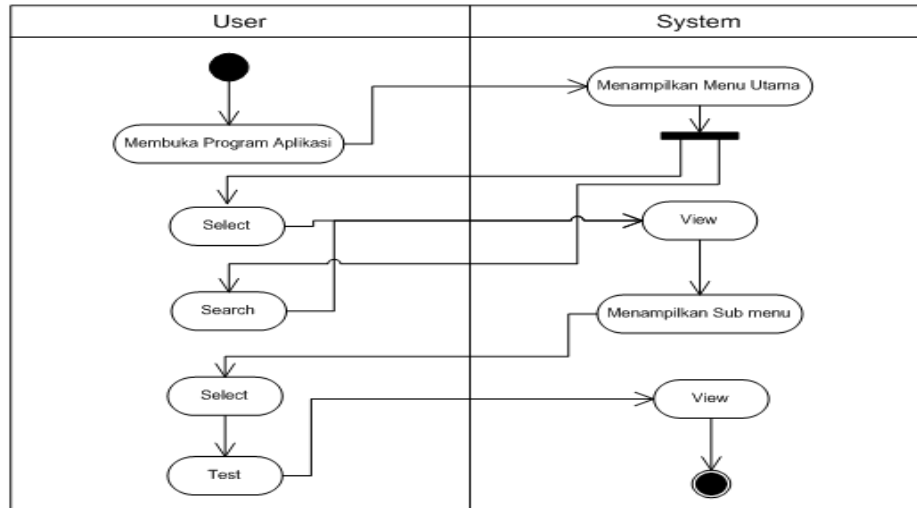 User
System
Menampilkan Menu Utama
Membuka Program Aplikasi
Select
View
Search
Menampilkan Sub menu
Select
View
Test